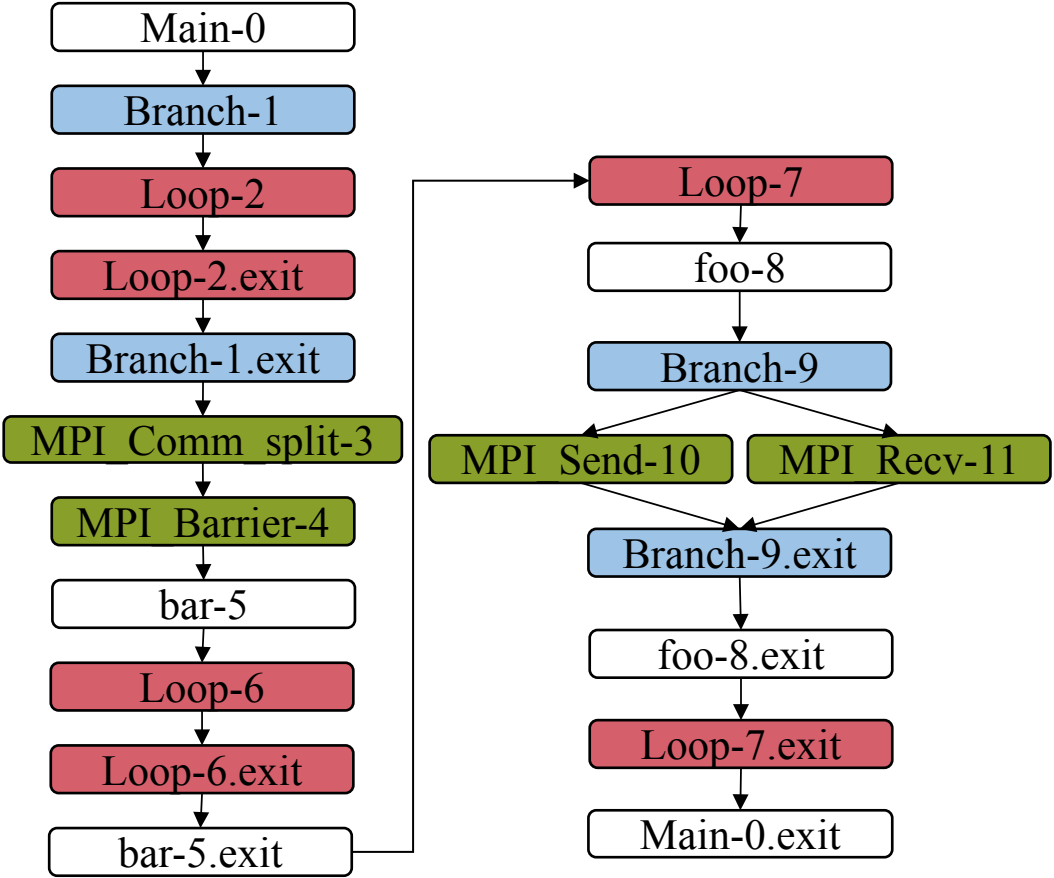 Main-0
Branch-1
Loop-2
Loop-2.exit
Branch-1.exit
MPI_Comm_split-3
MPI_Barrier-4
bar-5
Loop-6
Loop-6.exit
bar-5.exit
Loop-7
foo-8
Branch-9
MPI_Send-10
MPI_Recv-11
Branch-9.exit
foo-8.exit
Loop-7.exit
Main-0.exit